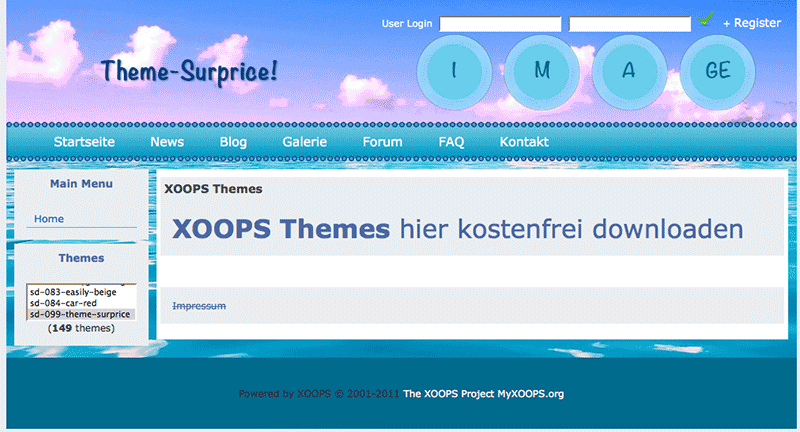 User Login + Register
Theme-Surprice! I M A GE
Startseite News Blog Galerie Forum FAQ Kontakt
Main Menu
Home
Themes
sd-083-easily-beige
sd-084-car-red
sd-099-theme-surprice
(149 themes)
XOOPS Themes
XOOPS Themes hier kostenfrei downloaden
Impressum
Powered by XOOPS © 2001-2011 The XOOPS Project MyXOOPS.org